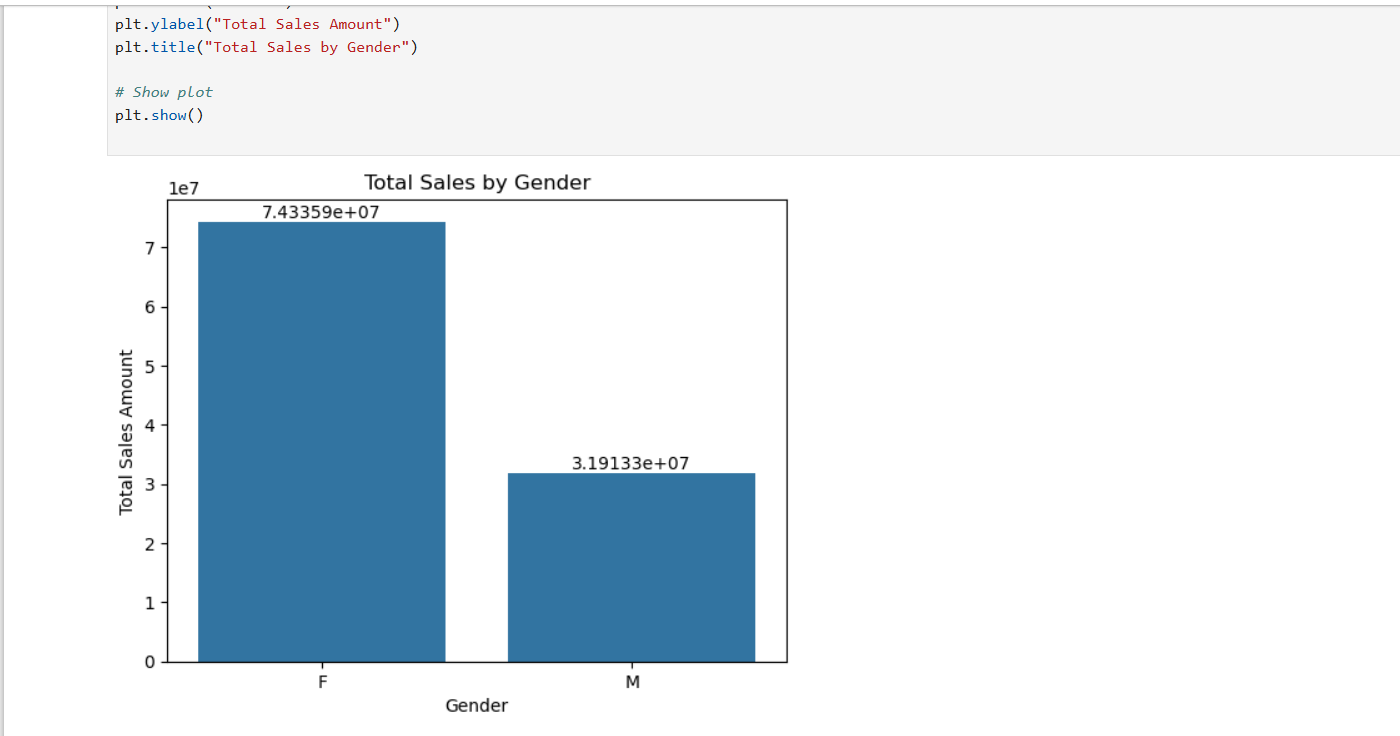 plt.ylabel("Total Sales Amount")
plt.title("Total Sales by Gender")
# Show plot
plt.show()
Total Sales by Gender
1e7
7.43359e+07
7
6
5
Total Sales Amount
4
3.19133e+07
3
2
1
0
F M
Gender